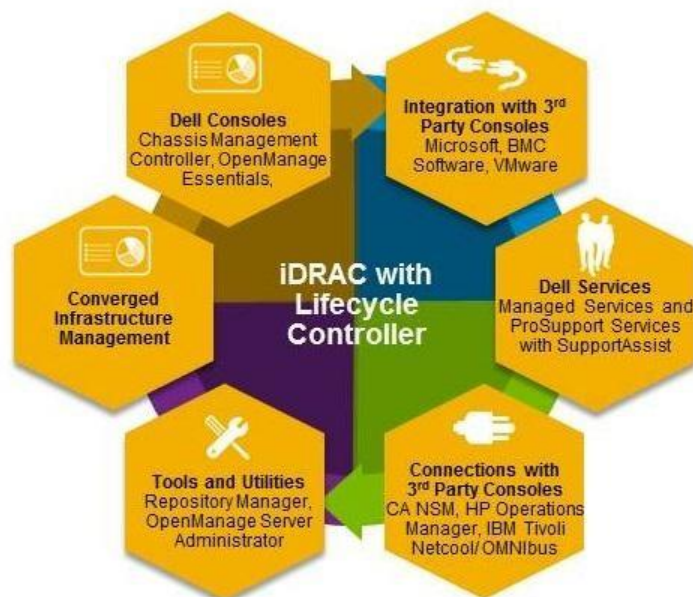 Dell Consoles
Chassis Management
Controller, OpenManage
Essentials,
Integration with 3rd
Party Consoles
Microsoft, BMC
Software, VMware
Converged
Infrastructure
Management
iDRAC with
Lifecycle
Controller
Dell Services
Managed Services and
ProSupport Services
with SupportAssist
Tools and Utilities
Repository Manager,
OpenManage Server
Administrator
Connections with
3rd Party Consoles
CA NSM, HP Operations
Manager, IBM Tivoli
Netcool/OMNIbus